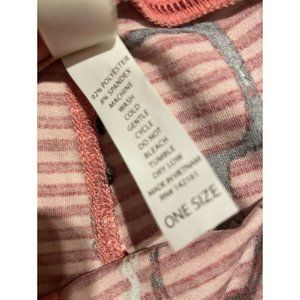 92% POLYESTER
8% SPANDEX
MACHINE
WASH
COLD
GENTLE
CYCLE
DO NOT
BLEACH
TUMBLE
DRY LOW
MADE IN VIETNAM
ONE SIZE